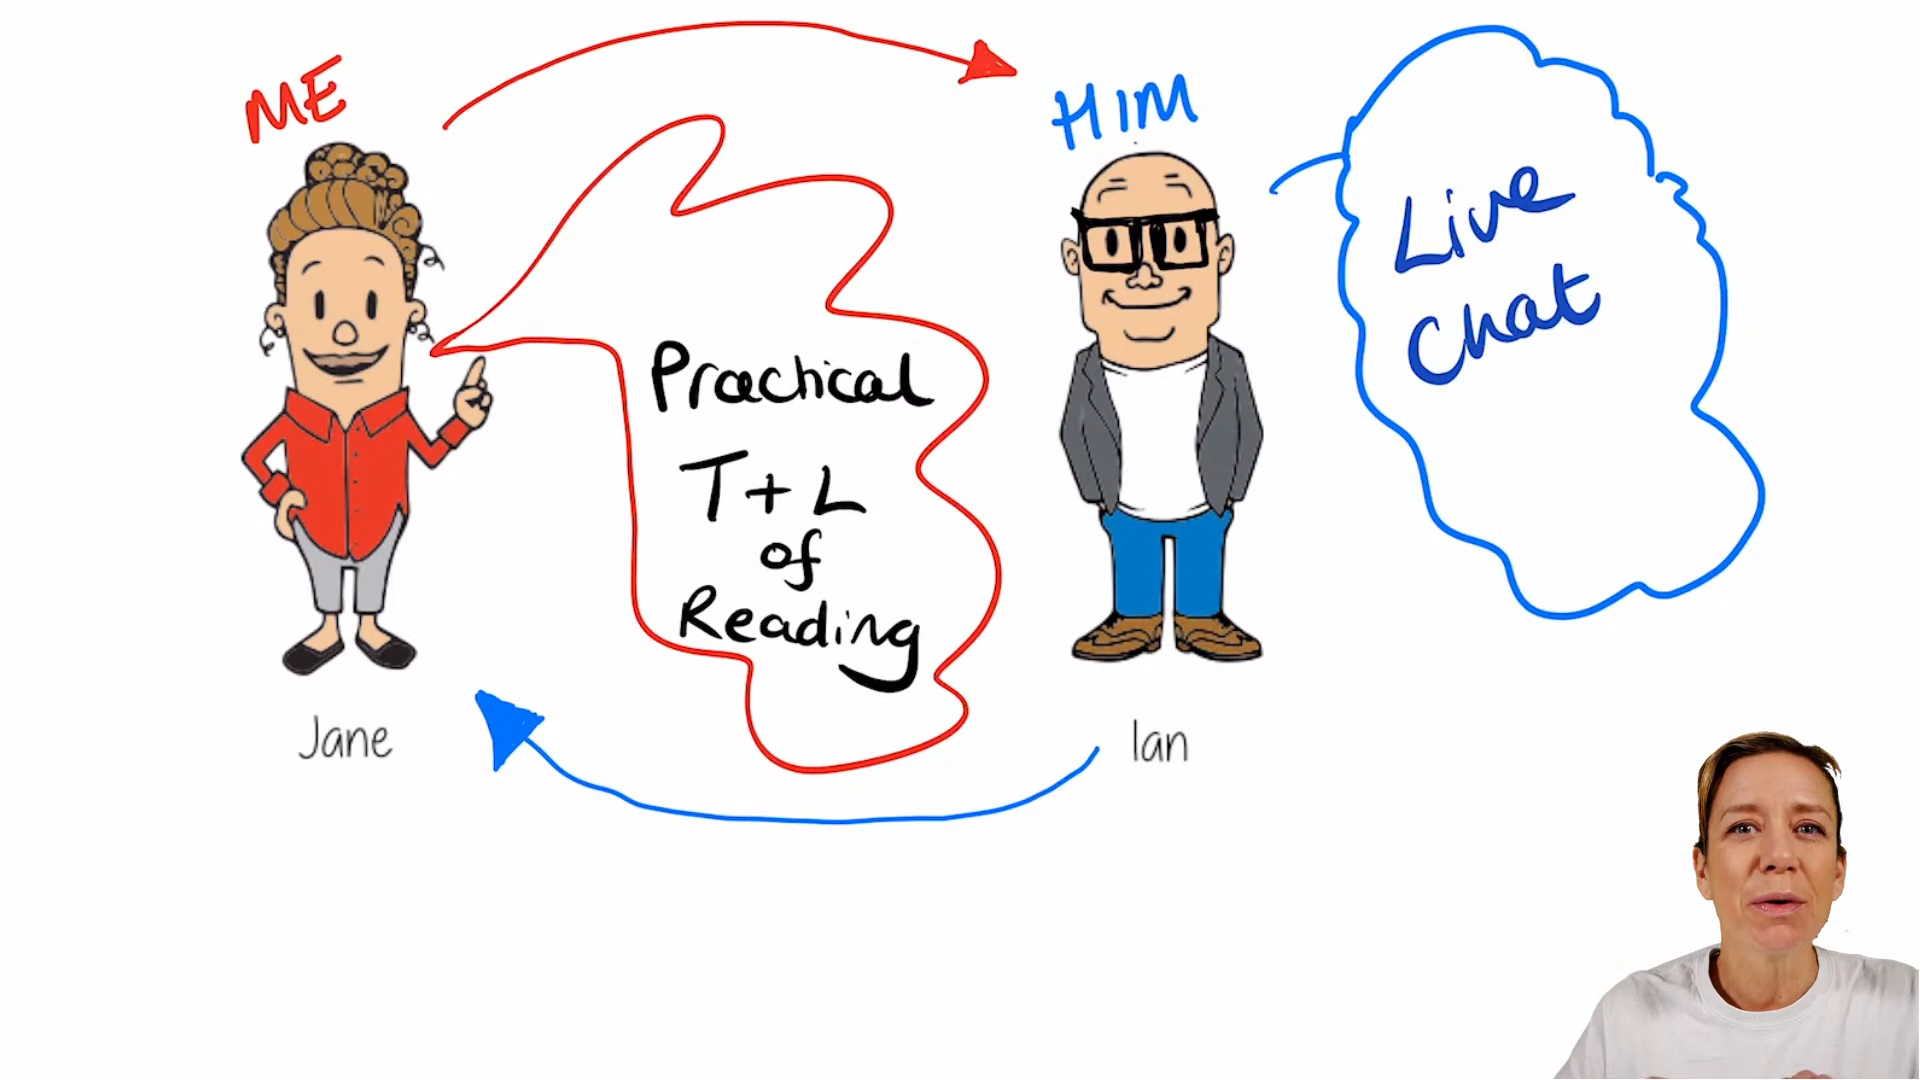 ME
HIM
Live
Chat
Practical
T + L
of
Reading
Jane
Ian